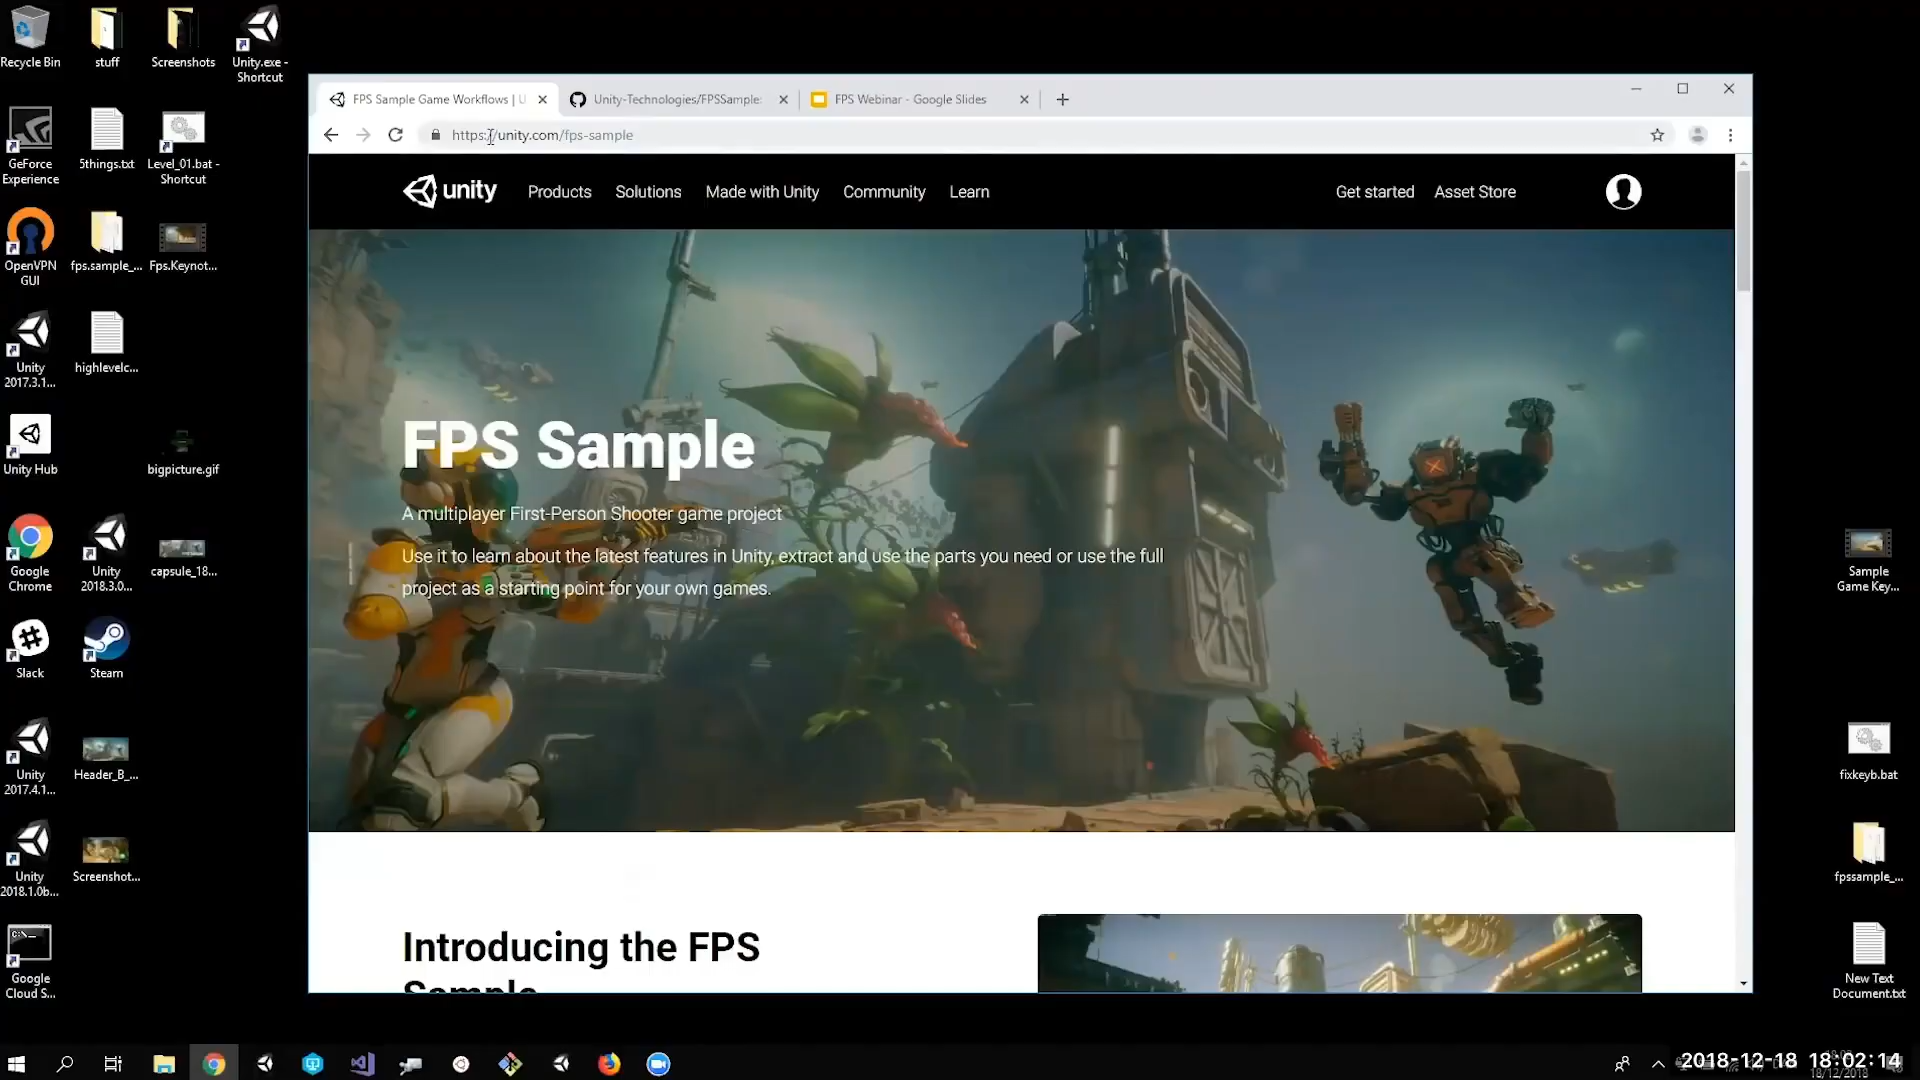 Recycle Bin
stuff
Screenshots
Unity.exe -
Shortcut
GeForce
Experience
5things.txt
Level_01.bat -
Shortcut
OpenVPN
GUI
fps.sample_...
Fps.Keynot...
Unity
2017.3.1...
highlevelc...
Unity Hub
bigpicture.gif
Google
Chrome
Unity
2018.3.0...
capsule_18...
Slack
Steam
Unity
2017.4.1...
Header_B_...
Unity
2018.1.0b...
Screenshot...
Google
Cloud S...
FPS Sample Game Workflows | U
Unity-Technologies/FPSSample:
FPS Webinar - Google Slides
https://unity.com/fps-sample
unity
Products
Solutions
Made with Unity
Community
Learn
Get started
Asset Store
FPS Sample
A multiplayer First-Person Shooter game project
Use it to learn about the latest features in Unity, extract and use the parts you need or use the full
project as a starting point for your own games.
Introducing the FPS
Sample
Sample
Game Key...
fixkeyb.bat
fpssample_...
New Text
Document.txt
2018-12-18 18:02:14
18/12/2018